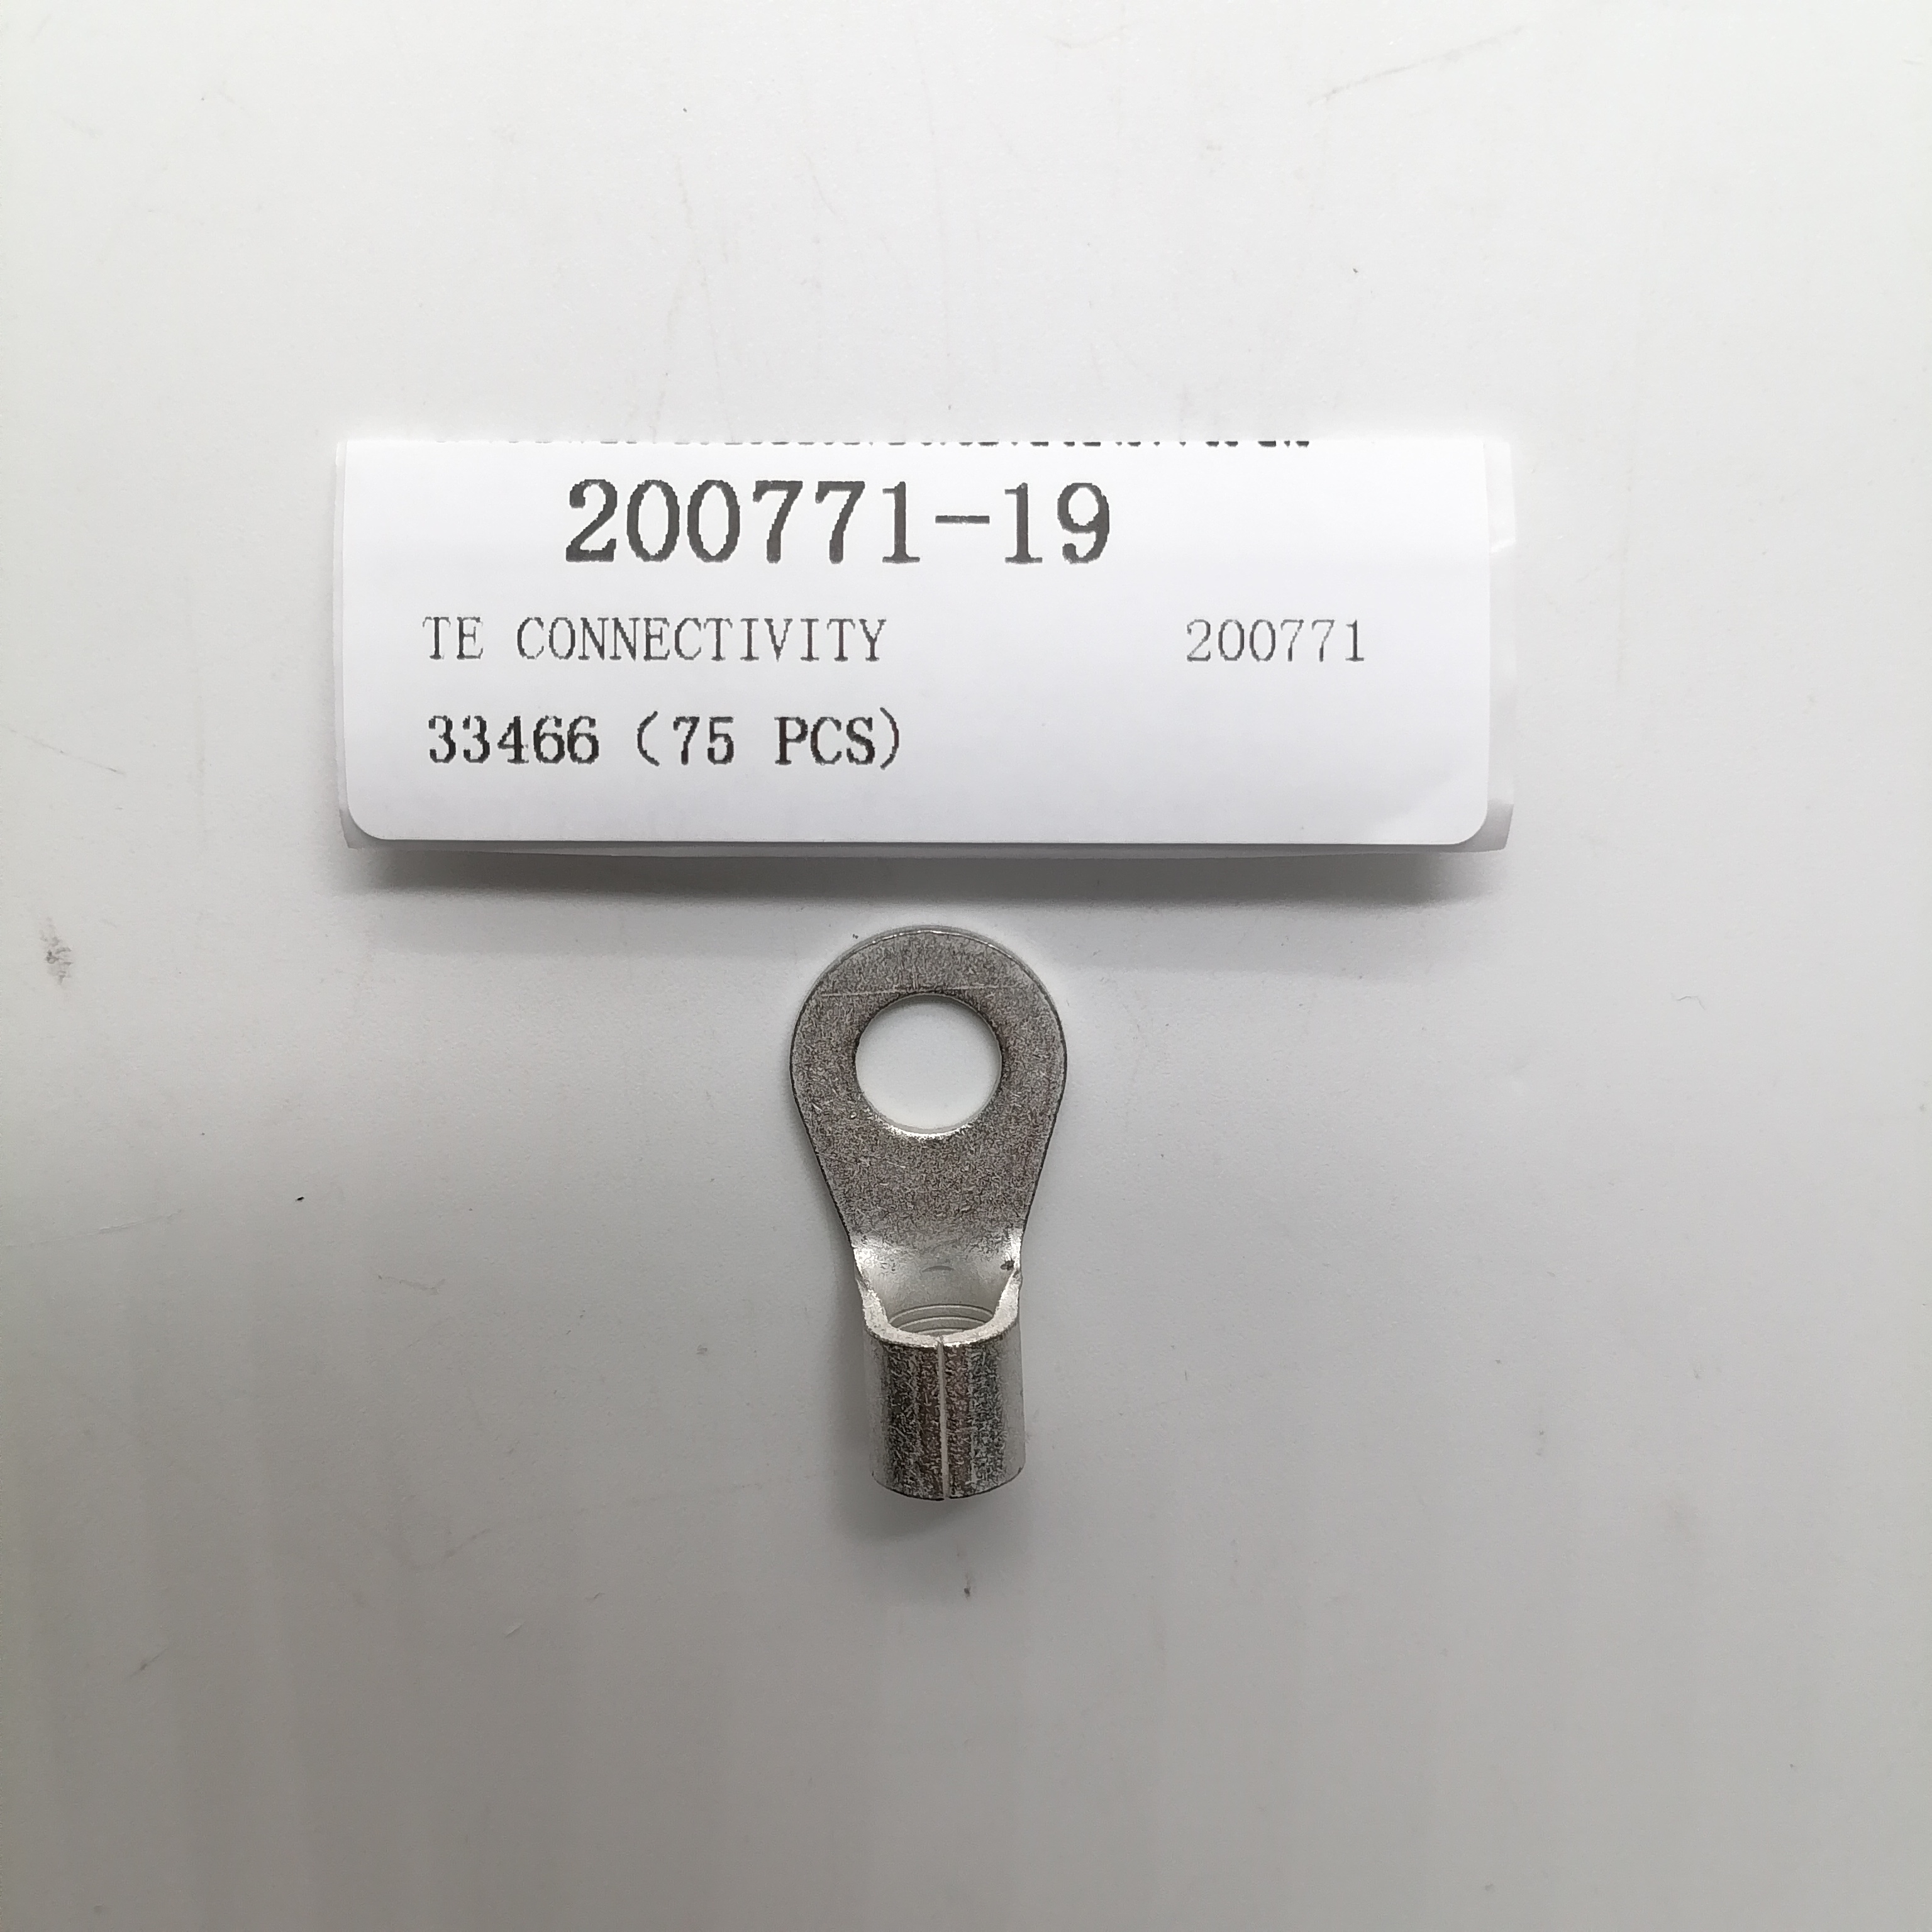 200771-19
TE CONNECTIVITY 200771
33466 (75 PCS)